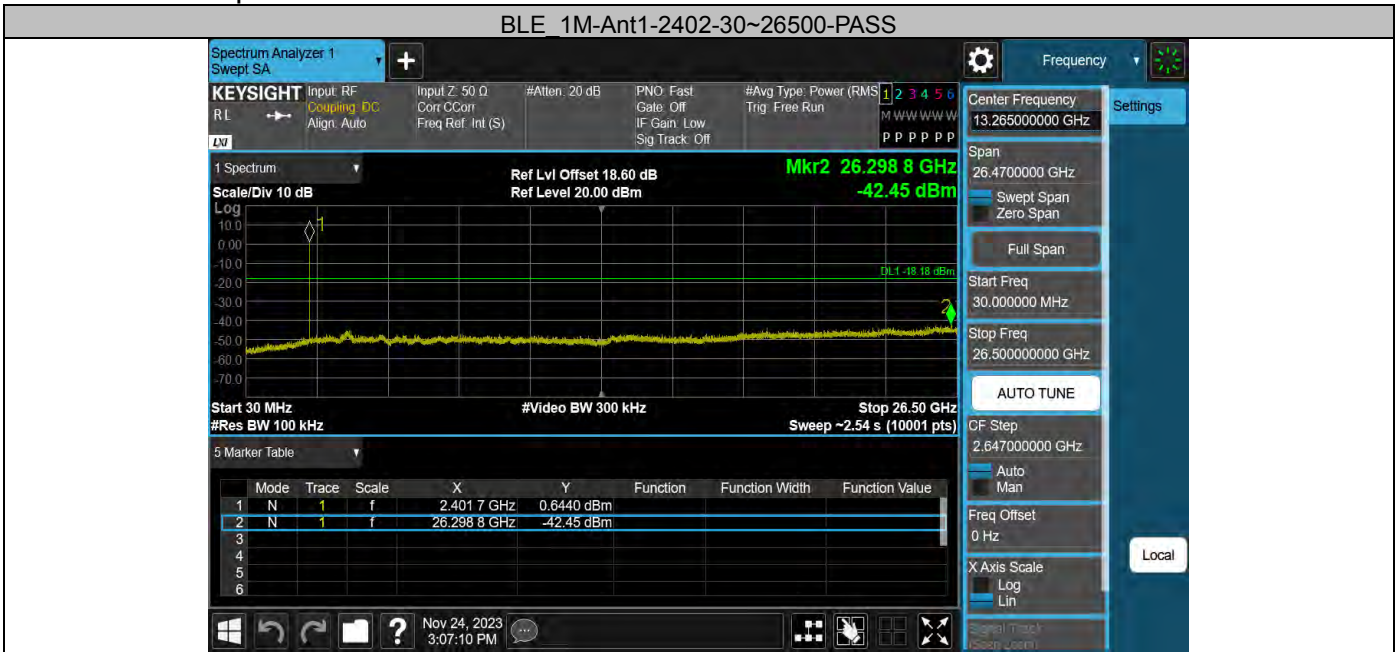 BLE_1M-Ant1-2402-30~26500-PASS
Spectrum Analyzer 1
Swept SA
Frequency
KEYSIGHT
RL
LXI
Input: RF
Coupling: DC
Align: Auto
Input Z: 50 Ω
Corr CCorr
Freq Ref: Int (S)
#Atten: 20 dB
PNO: Fast
Gate: Off
IF Gain: Low
Sig Track: Off
#Avg Type: Power (RMS
Trig: Free Run
1 2 3 4 5 6
M W W W W W
P P P P P P
Center Frequency
13.265000000 GHz
Settings
Span
26.4700000 GHz
Swept Span
Zero Span
Full Span
Start Freq
30.000000 MHz
Stop Freq
26.500000000 GHz
AUTO TUNE
CF Step
2.647000000 GHz
Auto
Man
Freq Offset
0 Hz
X Axis Scale
Log
Lin
Signal Track
(Span Zoom)
Local
1 Spectrum
Scale/Div 10 dB
Log
Ref Lvl Offset 18.60 dB
Ref Level 20.00 dBm
Mkr2 26.298 8 GHz
-42.45 dBm
10.0
0.00
-10.0
-20.0
-30.0
-40.0
-50.0
-60.0
-70.0
1
DL1 -18.18 dBm
2
Start 30 MHz
#Video BW 300 kHz
Stop 26.50 GHz
#Res BW 100 kHz
Sweep ~2.54 s (10001 pts)
5 Marker Table
Mode Trace Scale X Y Function Function Width Function Value
1 N 1 f 2.401 7 GHz 0.6440 dBm
2 N 1 f 26.298 8 GHz -42.45 dBm
3
4
5
6
?
Nov 24, 2023
3:07:10 PM